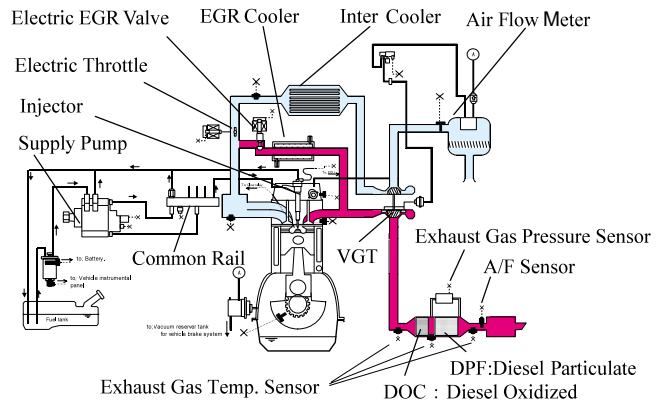 Electric EGR Valve
EGR Cooler
Inter Cooler
Air Flow Meter
Electric Throttle
Injector
Supply Pump
A
Common Rail
VGT
Exhaust Gas Pressure Sensor
A/F Sensor
to; Battery.
to; Vehicle instrumental
panel
Fuel tank
A
to;Vacuum reserver tank
for vehicle brake system
Exhaust Gas Temp. Sensor
DPF:Diesel Particulate
DOC : Diesel Oxidized